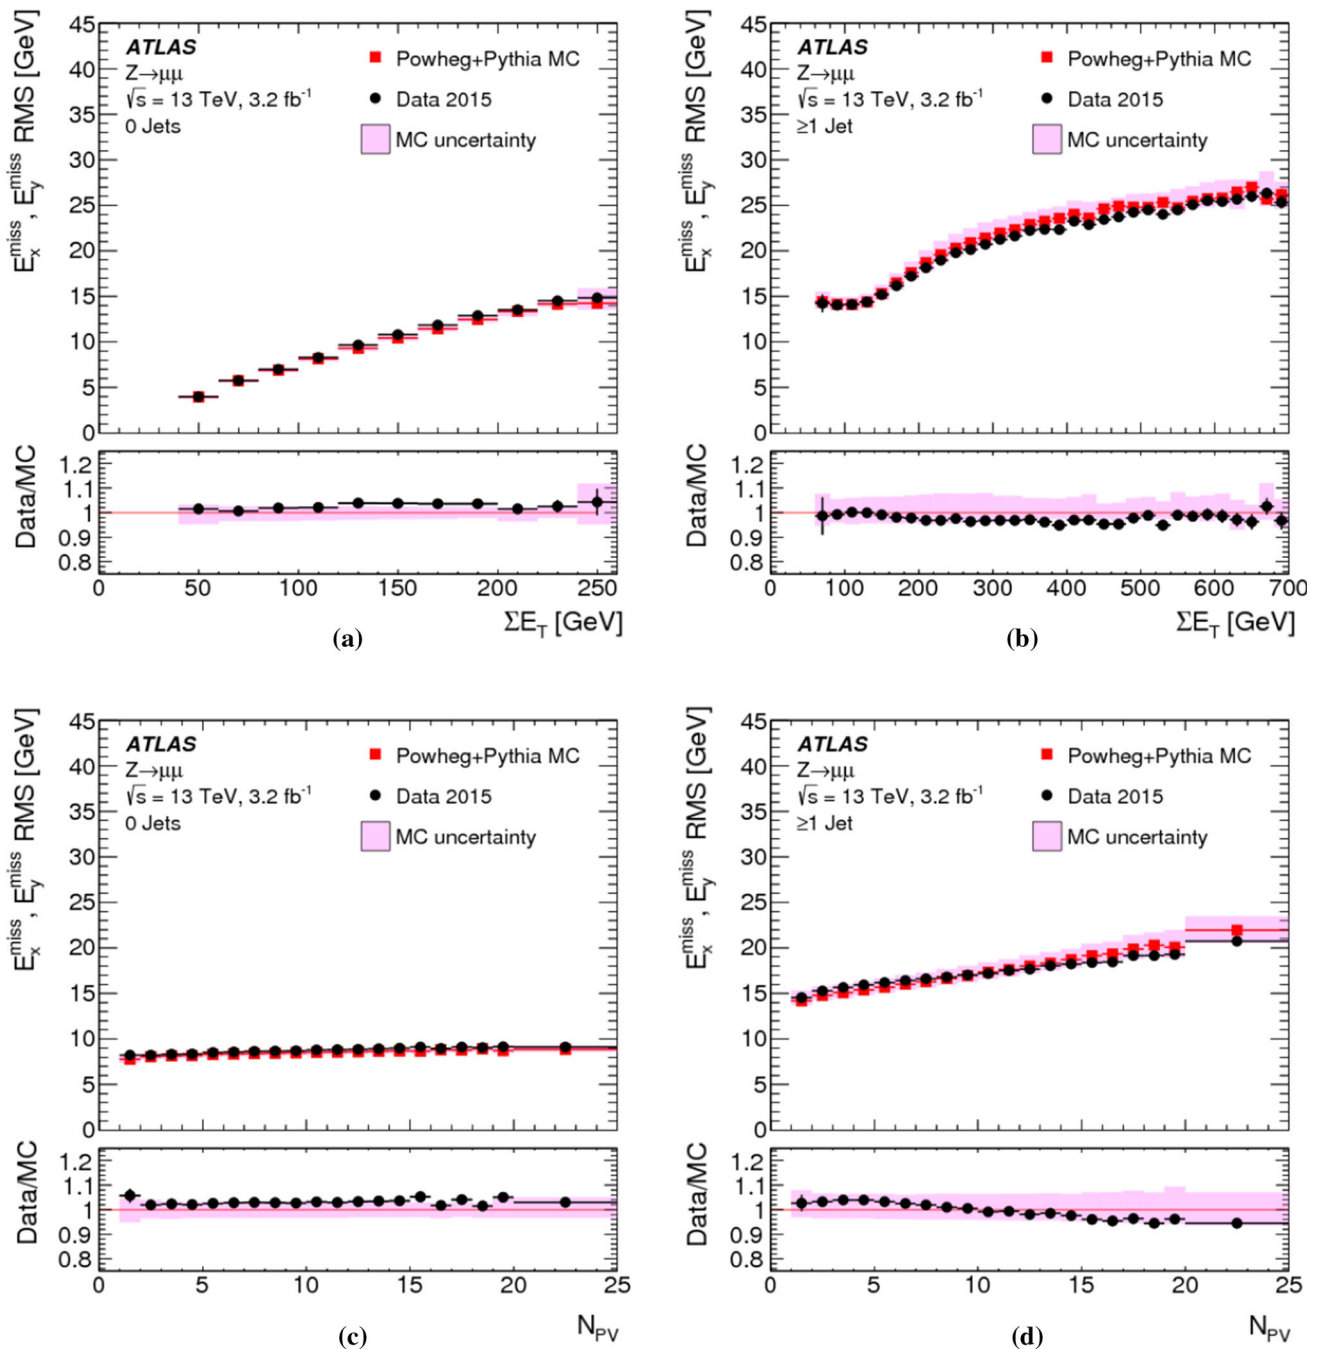 E_x^miss, E_y^miss RMS [GeV]
45
40
35
30
25
20
15
10
5
0
ATLAS
Z→μμ
√s = 13 TeV, 3.2 fb⁻¹
0 Jets
Powheg+Pythia MC
Data 2015
MC uncertainty
Data/MC
1.2
1.1
1
0.9
0.8
0 50 100 150 200 250
ΣE_T [GeV]
(a)
E_x^miss, E_y^miss RMS [GeV]
45
40
35
30
25
20
15
10
5
0
ATLAS
Z→μμ
√s = 13 TeV, 3.2 fb⁻¹
≥1 Jet
Powheg+Pythia MC
Data 2015
MC uncertainty
Data/MC
1.2
1.1
1
0.9
0.8
0 100 200 300 400 500 600 700
ΣE_T [GeV]
(b)
E_x^miss, E_y^miss RMS [GeV]
45
40
35
30
25
20
15
10
5
0
ATLAS
Z→μμ
√s = 13 TeV, 3.2 fb⁻¹
0 Jets
Powheg+Pythia MC
Data 2015
MC uncertainty
Data/MC
1.2
1.1
1
0.9
0.8
0 5 10 15 20 25
N_PV
(c)
E_x^miss, E_y^miss RMS [GeV]
45
40
35
30
25
20
15
10
5
0
ATLAS
Z→μμ
√s = 13 TeV, 3.2 fb⁻¹
≥1 Jet
Powheg+Pythia MC
Data 2015
MC uncertainty
Data/MC
1.2
1.1
1
0.9
0.8
0 5 10 15 20 25
N_PV
(d)